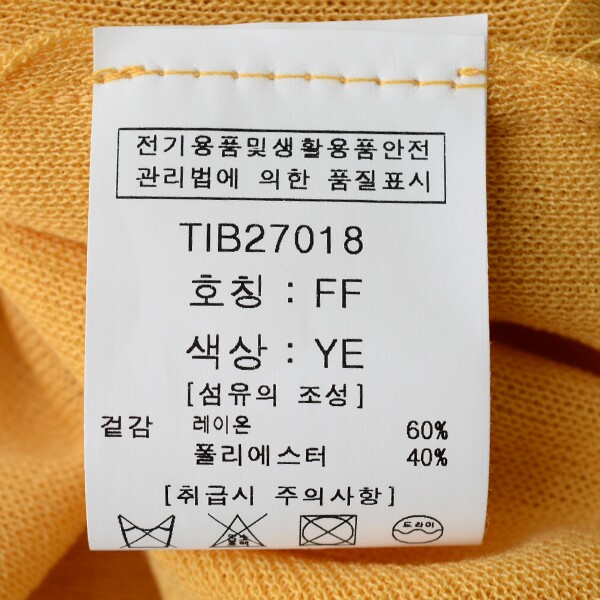 전기용품및생활용품안전
관리법에 의한 품질표시
TIB27018
호칭 : FF
색상 : YE
[섬유의 조성]
겉감 레이온 60%
폴리에스터 40%
[취급시 주의사항]
드라이